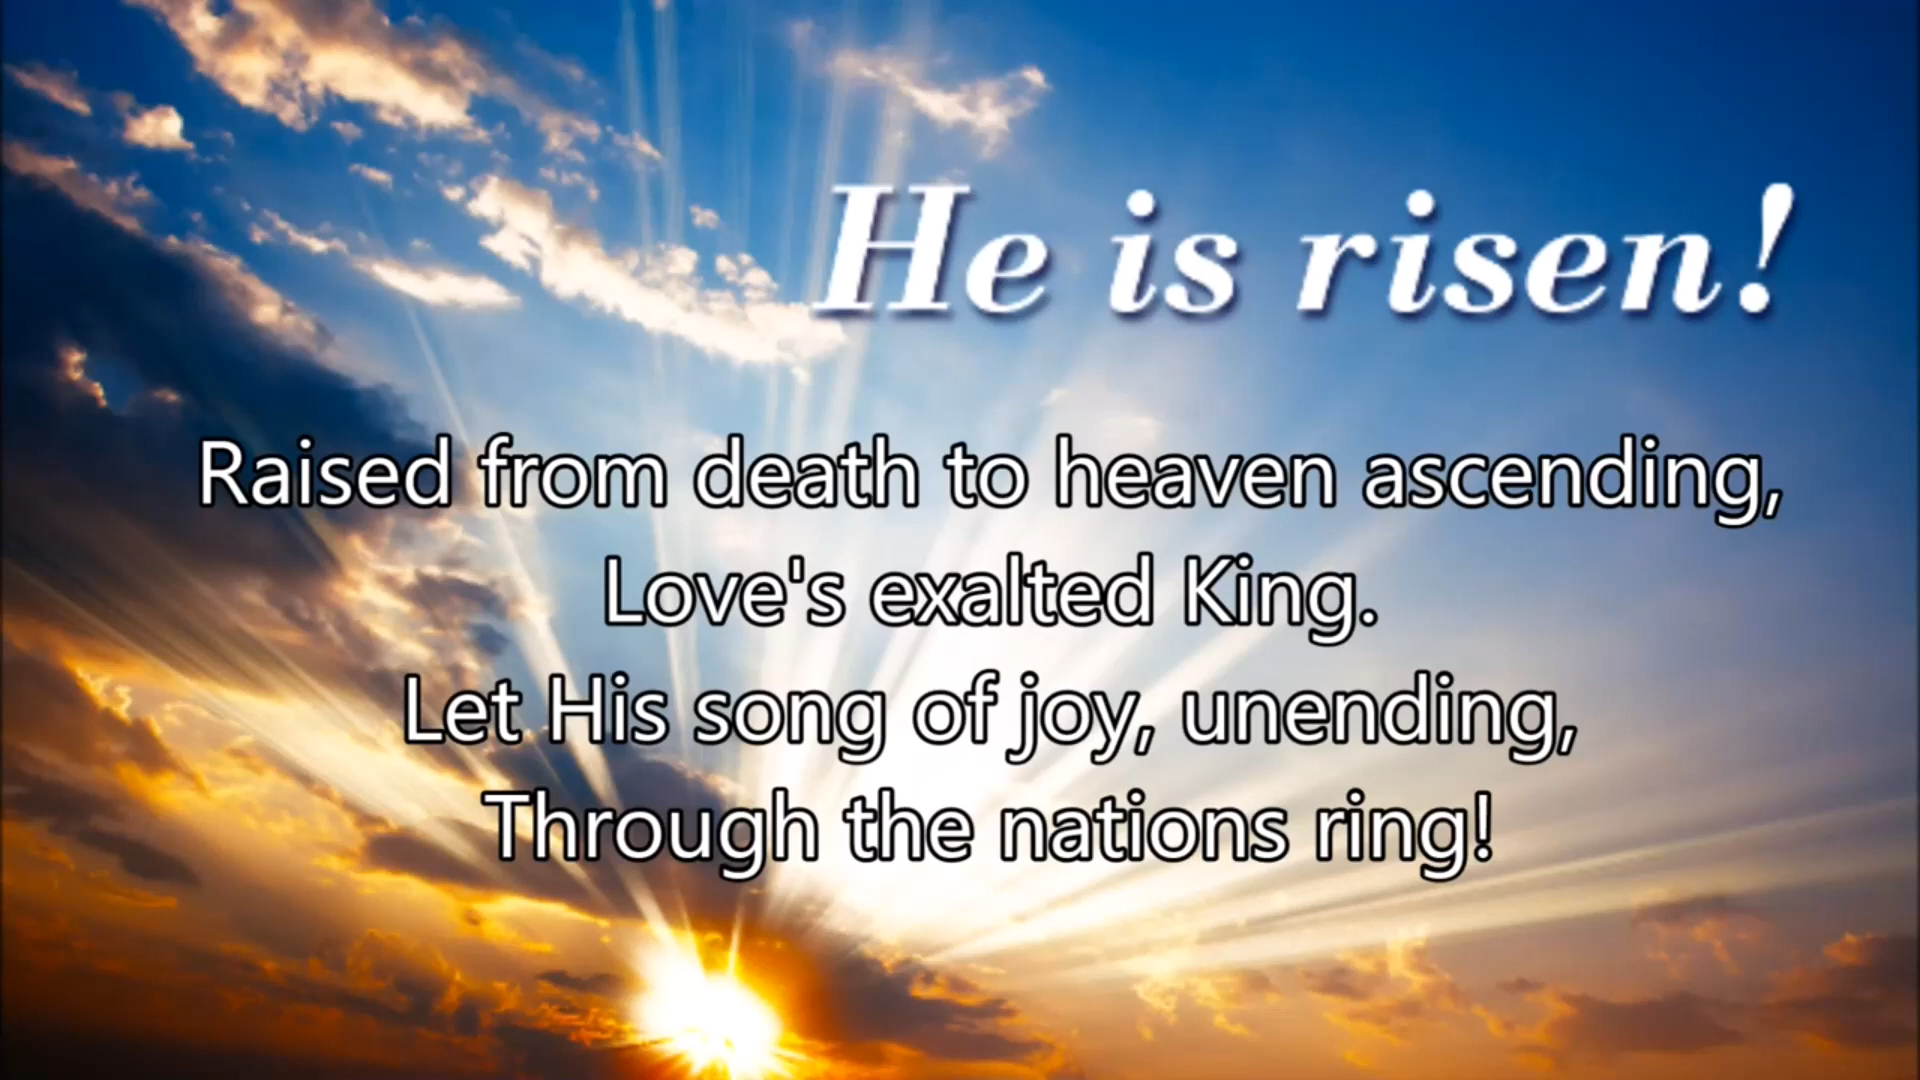 He is risen!
Raised from death to heaven ascending,
Love's exalted King.
Let His song of joy, unending,
Through the nations ring!